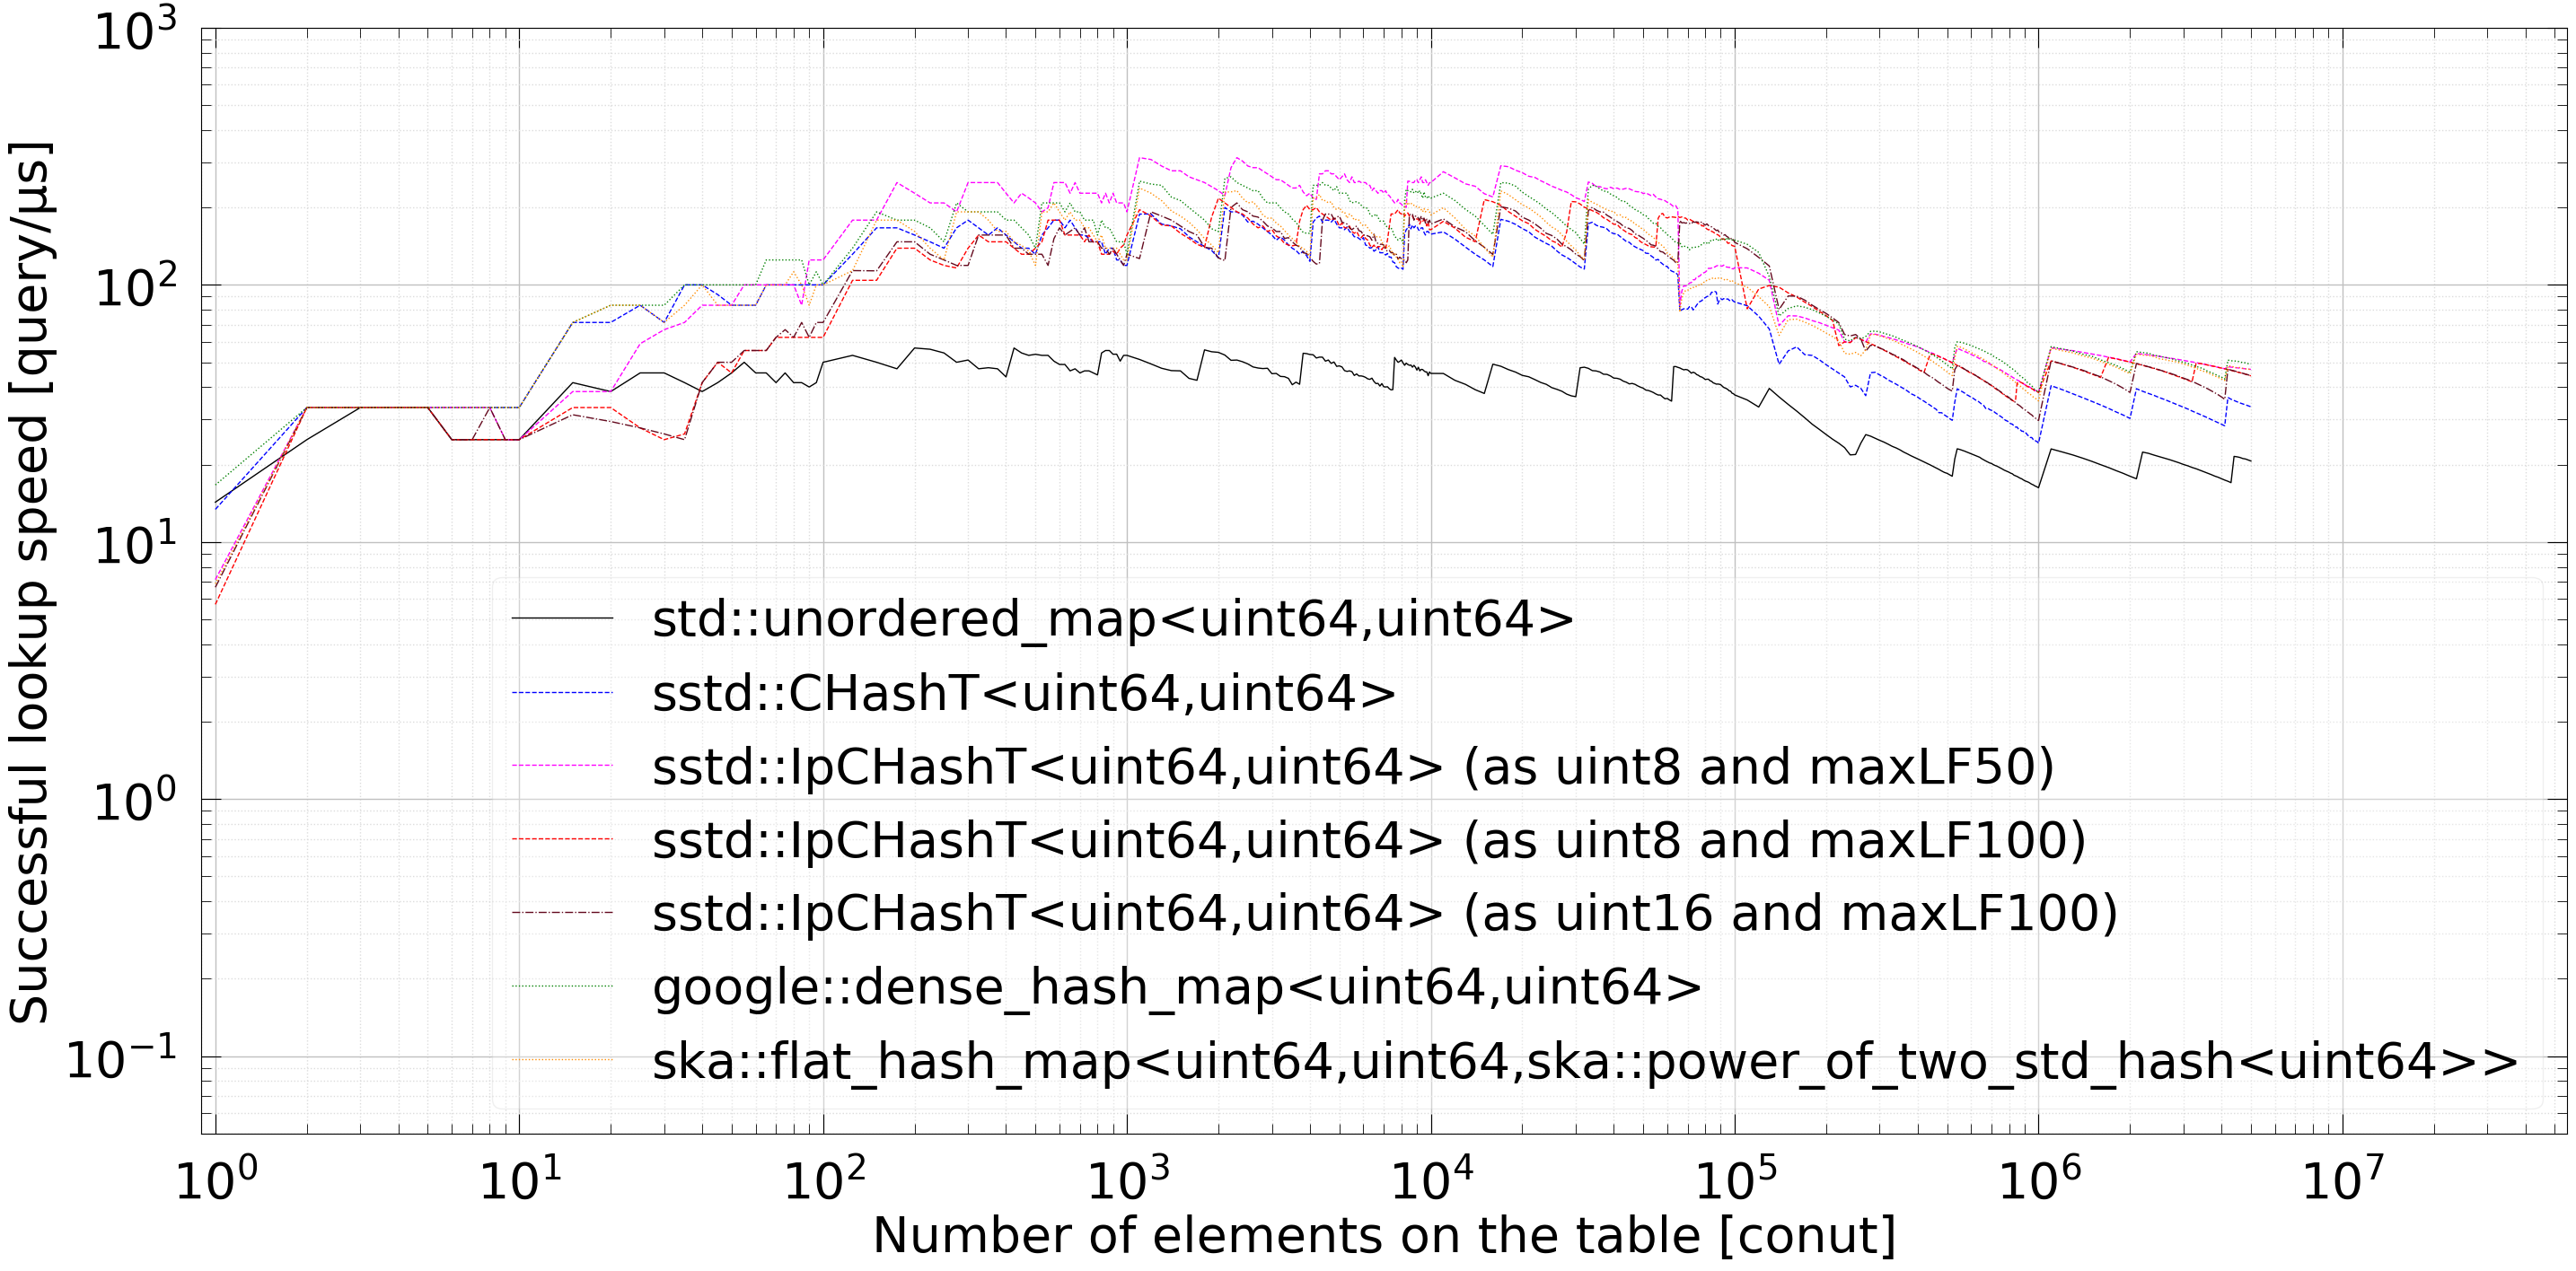 10³
10²
10¹
10⁰
10⁻¹
Successful lookup speed [query/μs]
std::unordered_map<uint64,uint64>
sstd::CHashT<uint64,uint64>
sstd::IpCHashT<uint64,uint64> (as uint8 and maxLF50)
sstd::IpCHashT<uint64,uint64> (as uint8 and maxLF100)
sstd::IpCHashT<uint64,uint64> (as uint16 and maxLF100)
google::dense_hash_map<uint64,uint64>
ska::flat_hash_map<uint64,uint64,ska::power_of_two_std_hash<uint64>>
10⁰ 10¹ 10² 10³ 10⁴ 10⁵ 10⁶ 10⁷
Number of elements on the table [conut]